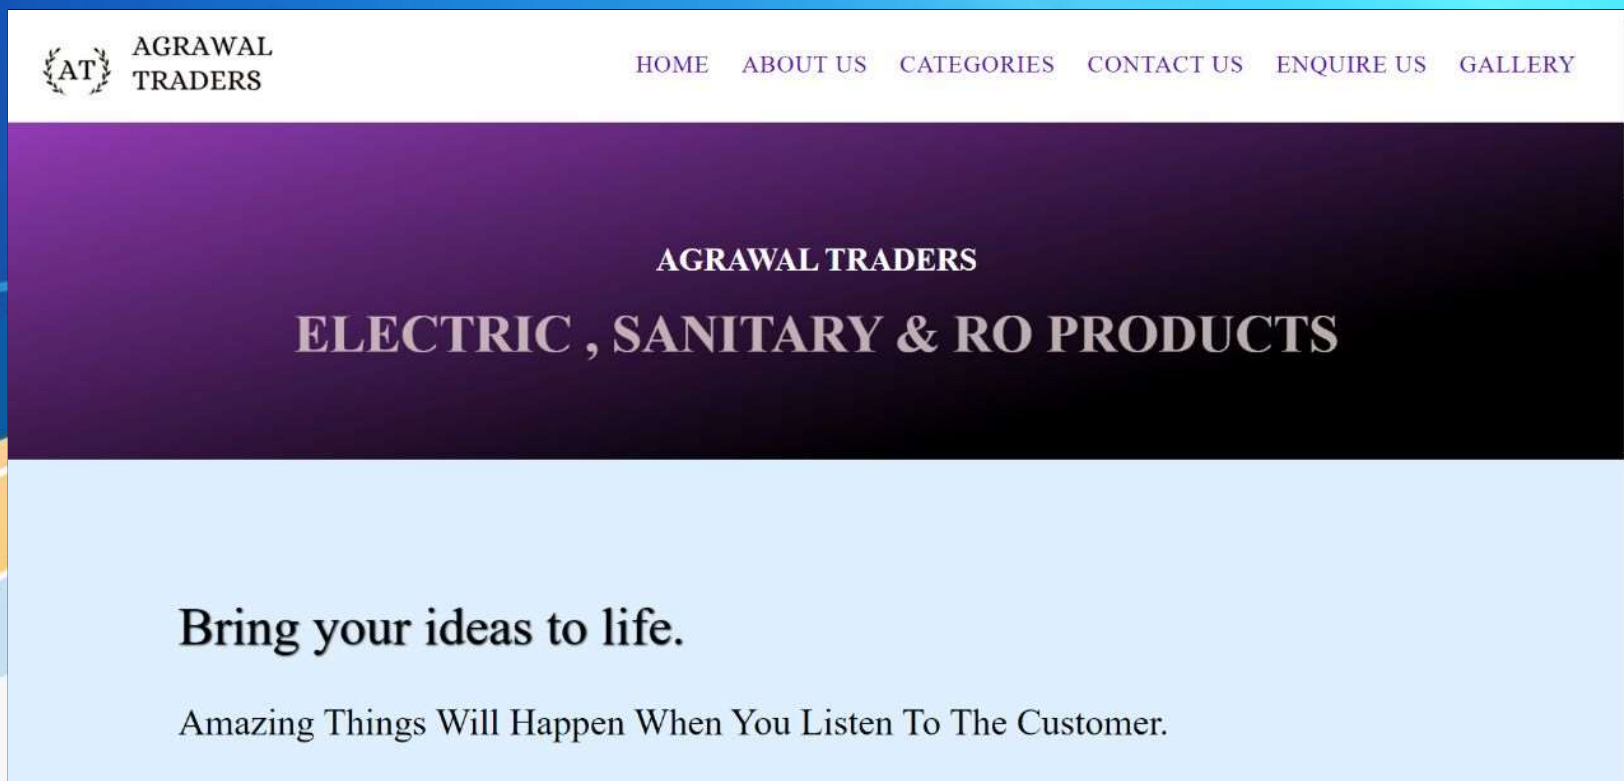 AT
AGRAWAL
TRADERS
HOME ABOUT US CATEGORIES CONTACT US ENQUIRE US GALLERY
AGRAWAL TRADERS
ELECTRIC , SANITARY & RO PRODUCTS
Bring your ideas to life.
Amazing Things Will Happen When You Listen To The Customer.